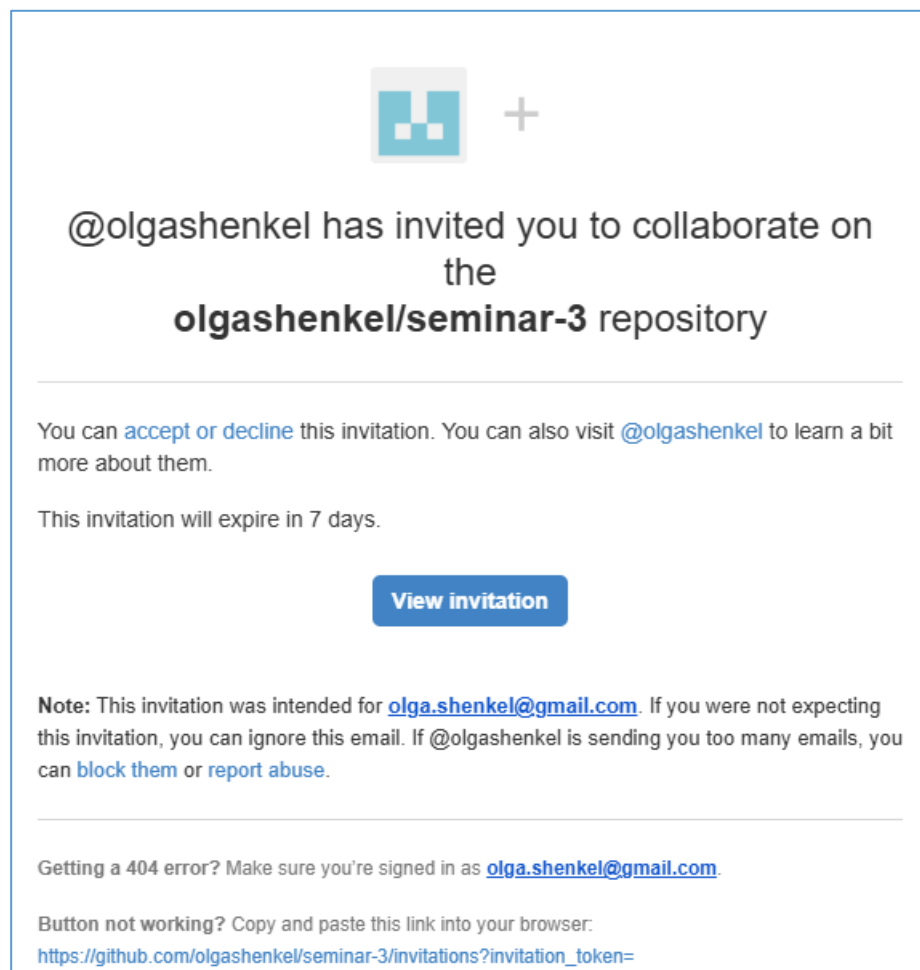 @olgashenkel has invited you to collaborate on
the
olgashenkel/seminar-3 repository
You can accept or decline this invitation. You can also visit @olgashenkel to learn a bit
more about them.
This invitation will expire in 7 days.
View invitation
Note: This invitation was intended for olga.shenkel@gmail.com. If you were not expecting
this invitation, you can ignore this email. If @olgashenkel is sending you too many emails, you
can block them or report abuse.
Getting a 404 error? Make sure you’re signed in as olga.shenkel@gmail.com.
Button not working? Copy and paste this link into your browser:
https://github.com/olgashenkel/seminar-3/invitations?invitation_token=